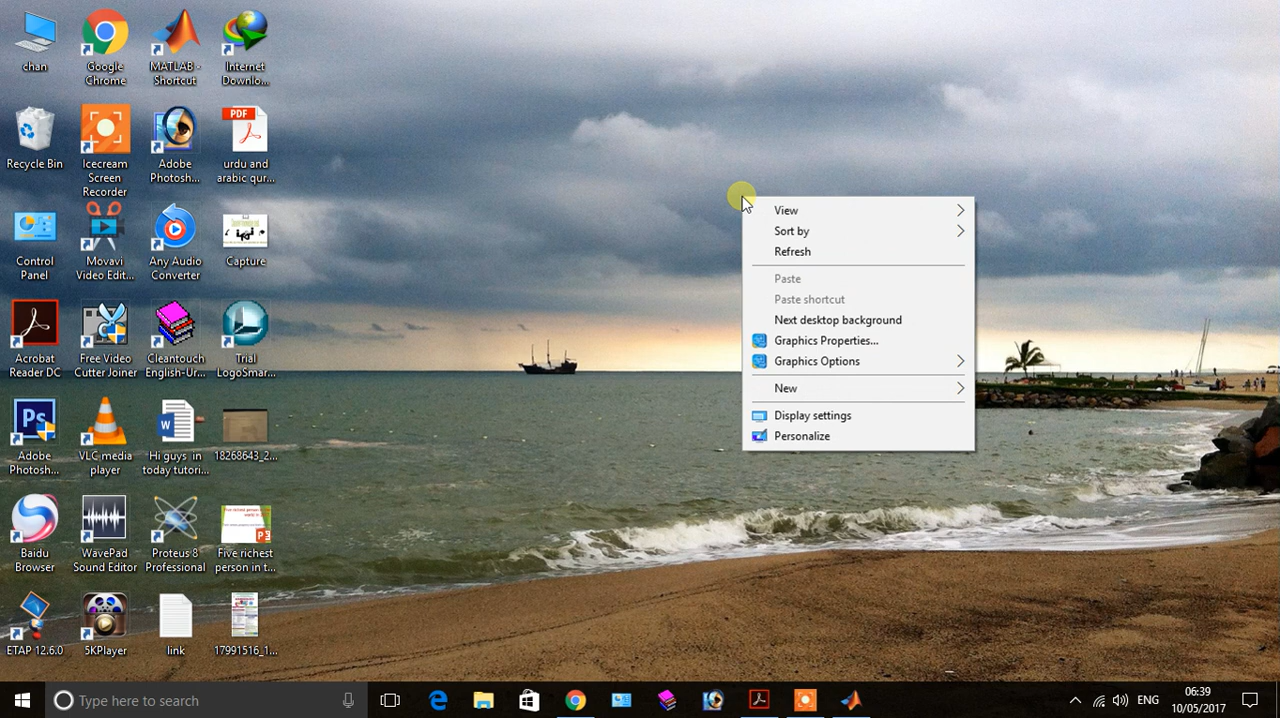 chan
Google
Chrome
MATLAB -
Shortcut
Internet
Downlo...
Recycle Bin
Icecream
Screen
Recorder
Adobe
Photosh...
PDF
urdu and
arabic qur...
Control
Panel
Movavi
Video Edit...
Any Audio
Converter
Capture
Acrobat
Reader DC
Free Video
Cutter Joiner
Cleantouch
English-Ur...
Trial
LogoSmar...
Ps
Adobe
Photosh...
VLC media
player
W
Hi guys in
today tutori...
18268643_2...
Baidu
Browser
WavePad
Sound Editor
Proteus 8
Professional
Five richest
person in t...
ETAP 12.6.0
5KPlayer
link
17991516_1...
View
Sort by
Refresh
Paste
Paste shortcut
Next desktop background
Graphics Properties...
Graphics Options
New
Display settings
Personalize
Type here to search
ENG
06:39
10/05/2017